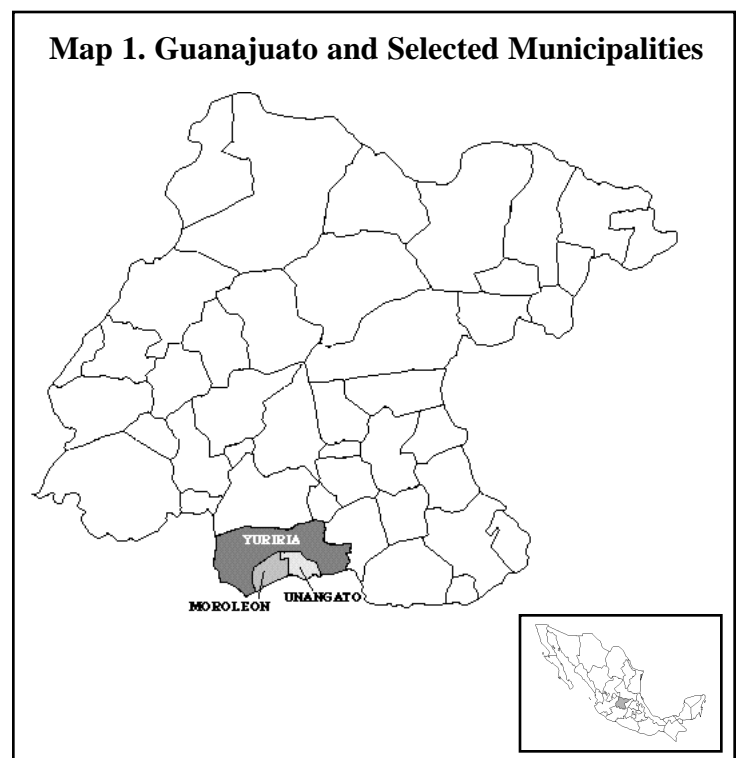 Map 1. Guanajuato and Selected Municipalities
YURIRIA
MOROLEON
UNANGATO